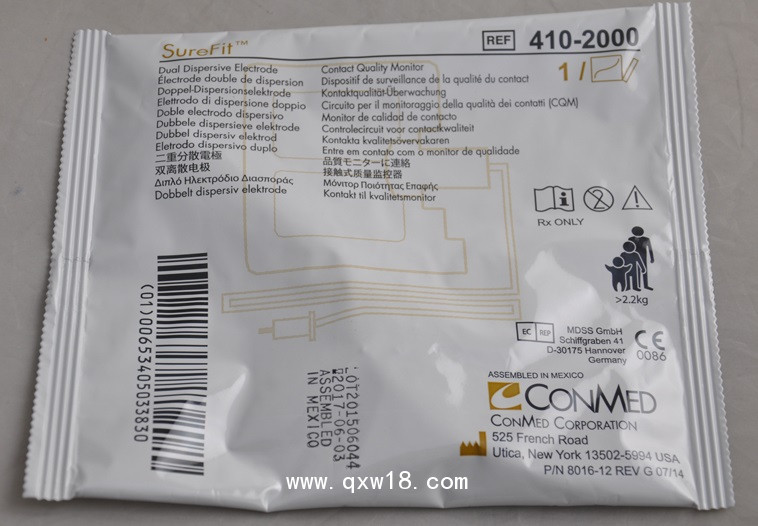 SureFit™
REF 410-2000
1 /
Dual Dispersive Electrode
Électrode double de dispersion
Doppel-Dispersionselektrode
Elettrodo di dispersione doppio
Doble electrodo dispersivo
Dubbele dispersieve elektrode
Dubbel dispersiv elektrod
Eletrodo dispersivo duplo
二重分散電極
双离散电极
Διπλό Ηλεκτρόδιο Διασποράς
Dobbelt dispersiv elektrode
Contact Quality Monitor
Dispositif de surveillance de la qualité du contact
Kontaktqualität-Überwachung
Circuito per il monitoraggio della qualità dei contatti (CQM)
Monitor de calidad de contacto
Controlecircuit voor contactkwaliteit
Kontakta kvalitetsövervakaren
Entre em contato com o monitor de qualidade
品質モニターに連絡
接触式质量监控器
Μόνιτορ Ποιότητας Επαφής
Kontakt til kvalitetsmonitor
Rx ONLY
>2.2kg
(01)00653405033830
LOT201506044
2017-06-03
ASSEMBLED
IN MEXICO
EC REP
MDSS GmbH
Schiffgraben 41
D-30175 Hannover
Germany
CE
0086
ASSEMBLED IN MEXICO
CONMED
CONMED CORPORATION
525 French Road
Utica, New York 13502-5994 USA
P/N 8016-12 REV G 07/14
www.qxw18.com